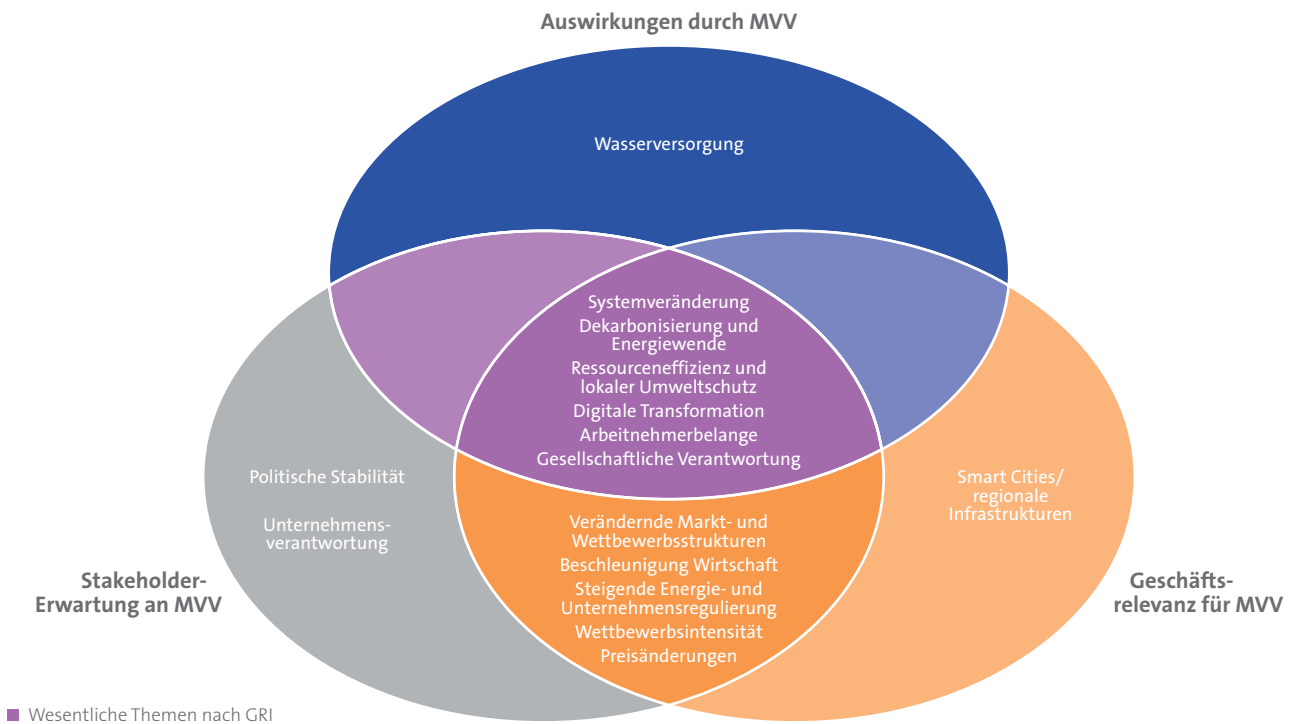 Auswirkungen durch MVV
Wasserversorgung
Systemveränderung
Dekarbonisierung und
Energiewende
Ressourceneffizienz und
lokaler Umweltschutz
Digitale Transformation
Arbeitnehmerbelange
Gesellschaftliche Verantwortung
Politische Stabilität
Unternehmens-
verantwortung
Smart Cities/
regionale
Infrastrukturen
Verändernde Markt- und
Wettbewerbsstrukturen
Beschleunigung Wirtschaft
Steigende Energie- und
Unternehmensregulierung
Wettbewerbsintensität
Preisänderungen
Stakeholder-
Erwartung an MVV
Geschäfts-
relevanz für MVV
Wesentliche Themen nach GRI